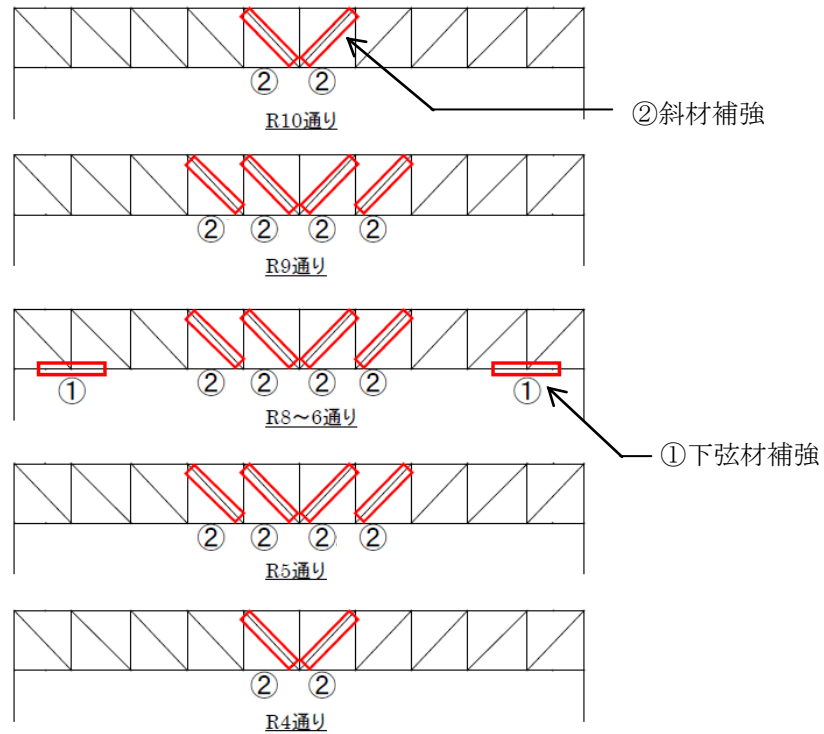 ② ②
②斜材補強
R10通り
② ② ② ②
R9通り
① ② ② ② ② ①
R8～6通り
①下弦材補強
② ② ② ②
R5通り
② ②
R4通り